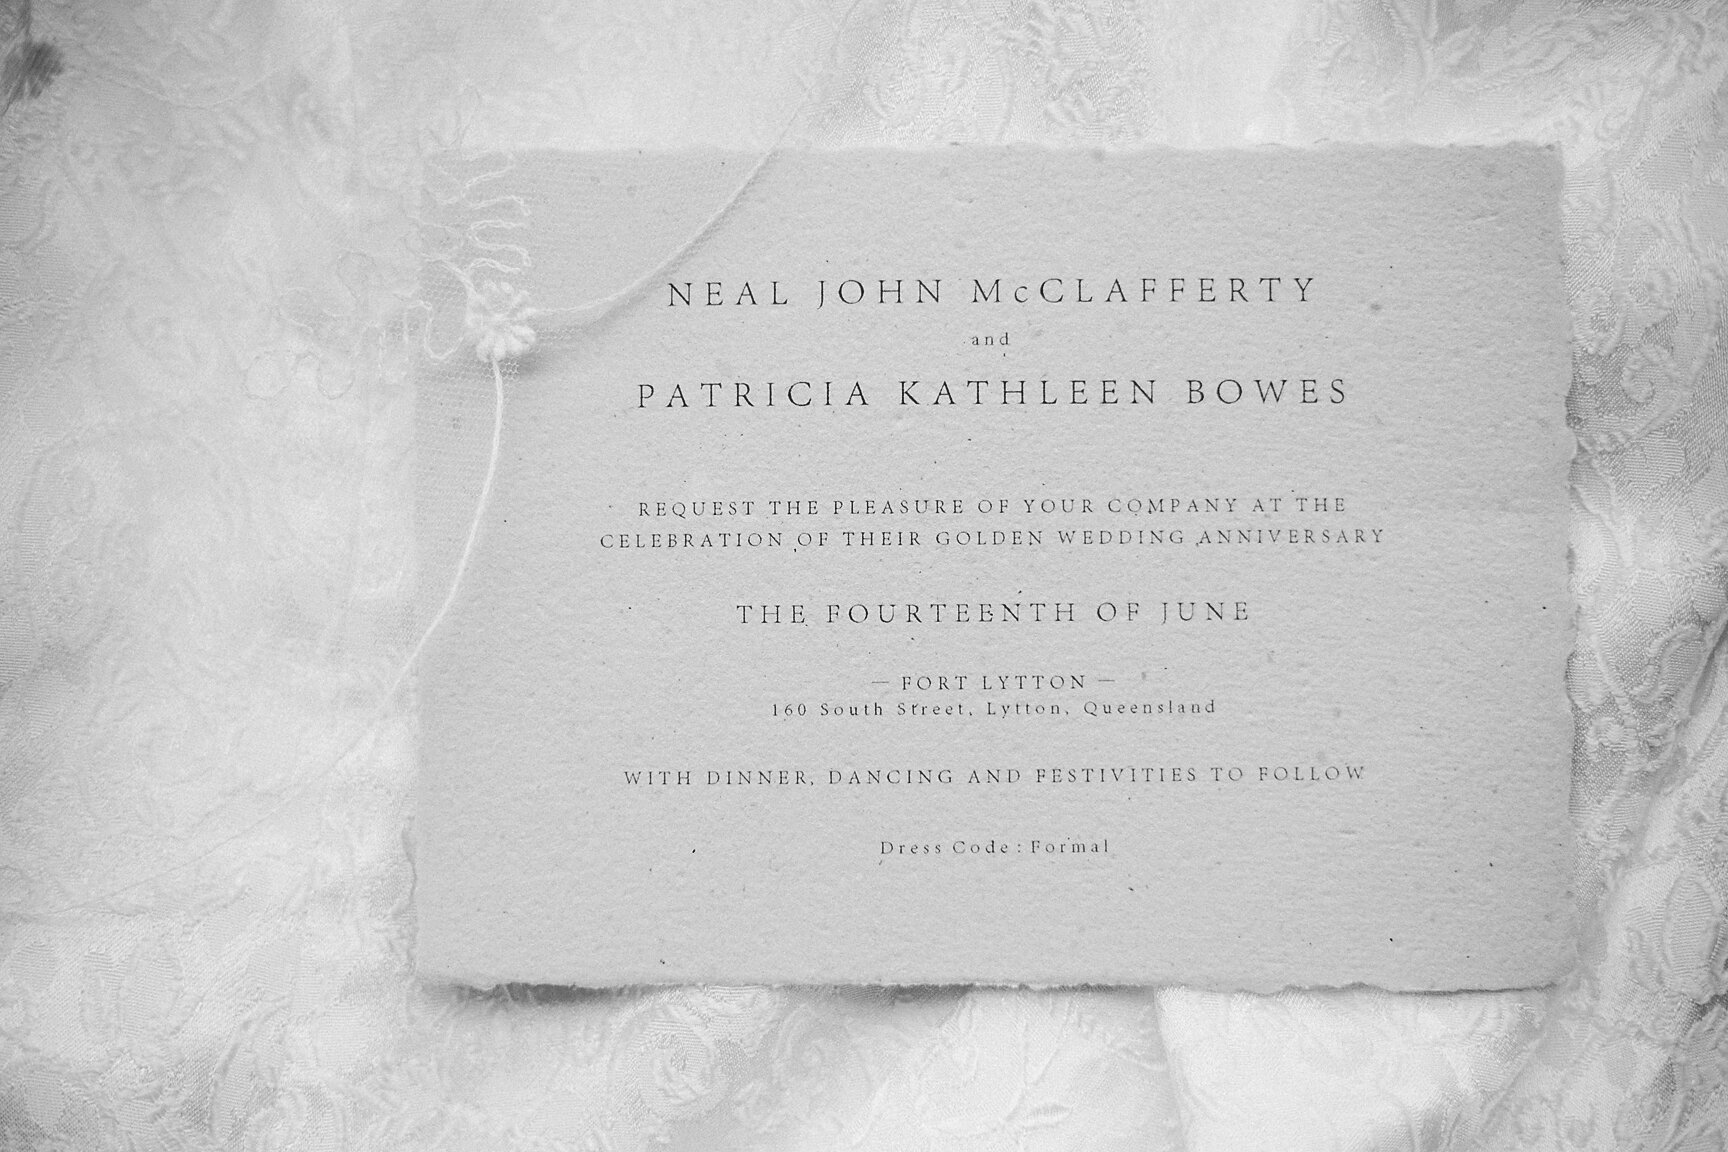 NEAL JOHN McCLAFFERTY
and
PATRICIA KATHLEEN BOWES
REQUEST THE PLEASURE OF YOUR COMPANY AT THE
CELEBRATION OF THEIR GOLDEN WEDDING ANNIVERSARY
THE FOURTEENTH OF JUNE
— FORT LYTTON —
160 South Street, Lytton, Queensland
WITH DINNER, DANCING AND FESTIVITIES TO FOLLOW
Dress Code : Formal